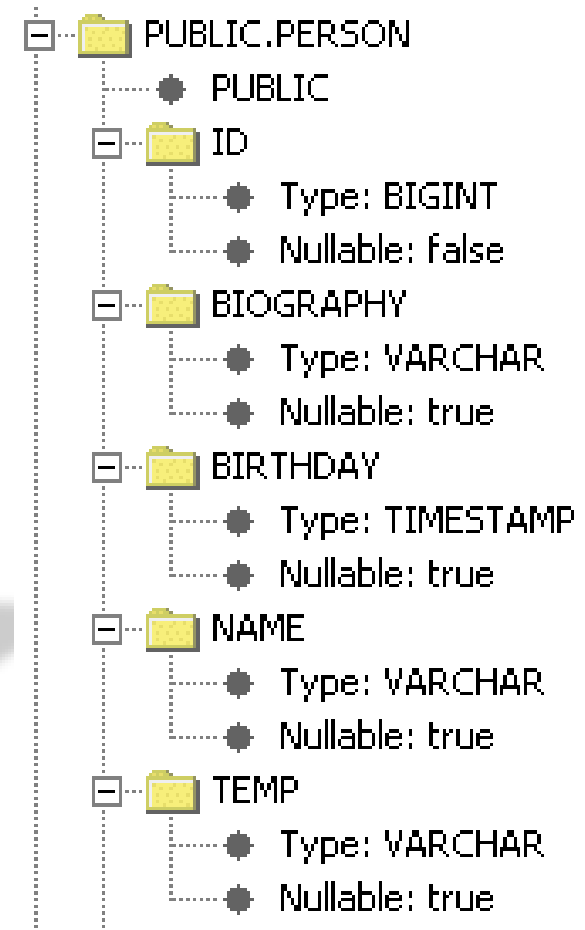 PUBLIC.PERSON
PUBLIC
ID
Type: BIGINT
Nullable: false
BIOGRAPHY
Type: VARCHAR
Nullable: true
BIRTHDAY
Type: TIMESTAMP
Nullable: true
NAME
Type: VARCHAR
Nullable: true
TEMP
Type: VARCHAR
Nullable: true